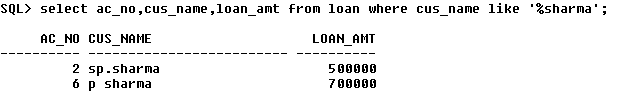 SQL> select ac_no,cus_name,loan_amt from loan where cus_name like '%sharma';
AC_NO CUS_NAME LOAN_AMT
---------- ------------------------ ----------
2 sp.sharma 500000
6 p sharma 700000